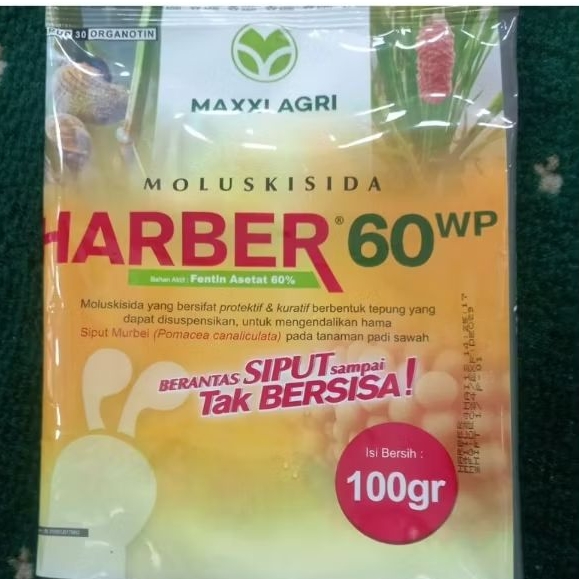 30 ORGANOTIN
MAXXI AGRI
MOLUSKISIDA
HARBER® 60 WP
Bahan Aktif : Fentin Asetat 60%
Moluskisida yang bersifat protektif & kuratif berbentuk tepung yang
dapat disuspensikan, untuk mengendalikan hama
Siput Murbei (Pomacea canaliculata) pada tanaman padi sawah
BERANTAS SIPUT sampai
Tak BERSISA!
Isi Bersih :
100gr